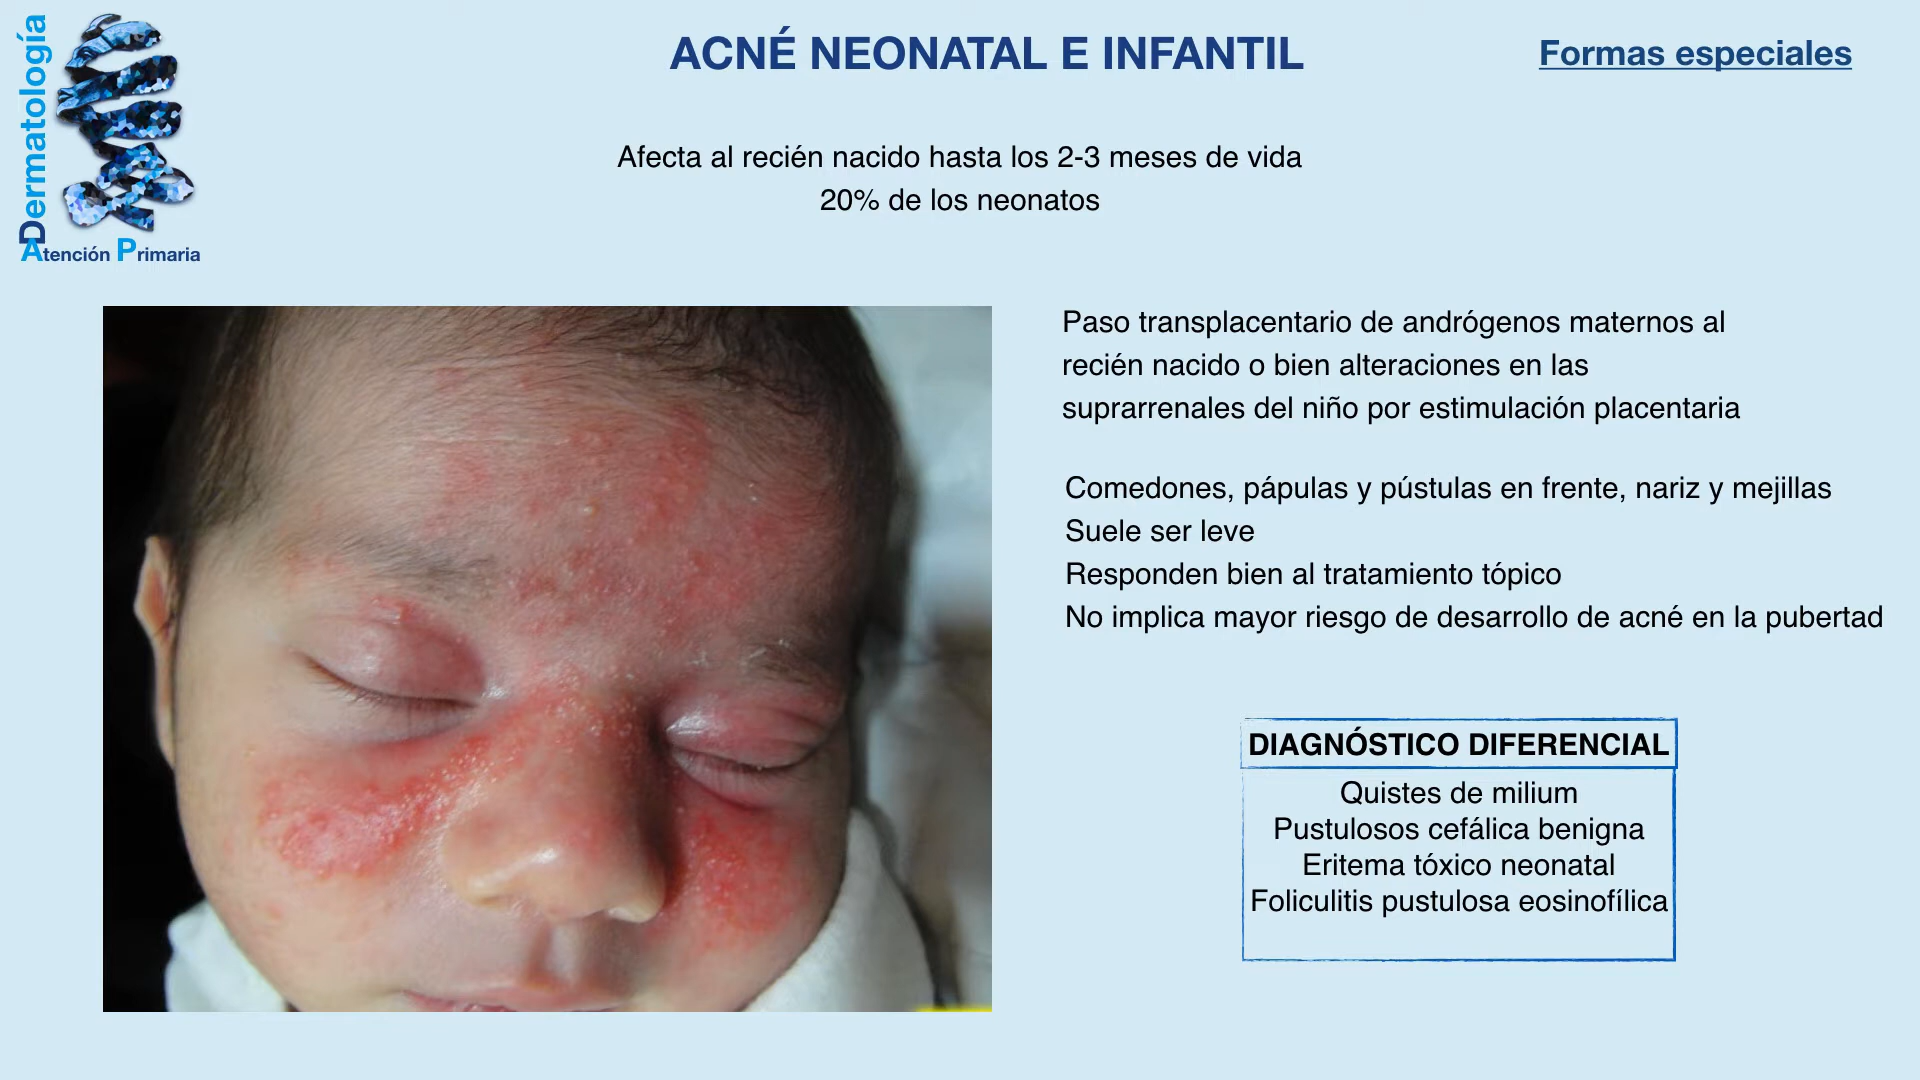 Dermatología
Atención Primaria
ACNÉ NEONATAL E INFANTIL
Formas especiales
Afecta al recién nacido hasta los 2-3 meses de vida
20% de los neonatos
Paso transplacentario de andrógenos maternos al
recién nacido o bien alteraciones en las
suprarrenales del niño por estimulación placentaria
Comedones, pápulas y pústulas en frente, nariz y mejillas
Suele ser leve
Responden bien al tratamiento tópico
No implica mayor riesgo de desarrollo de acné en la pubertad
DIAGNÓSTICO DIFERENCIAL
Quistes de milium
Pustulosos cefálica benigna
Eritema tóxico neonatal
Foliculitis pustulosa eosinofílica